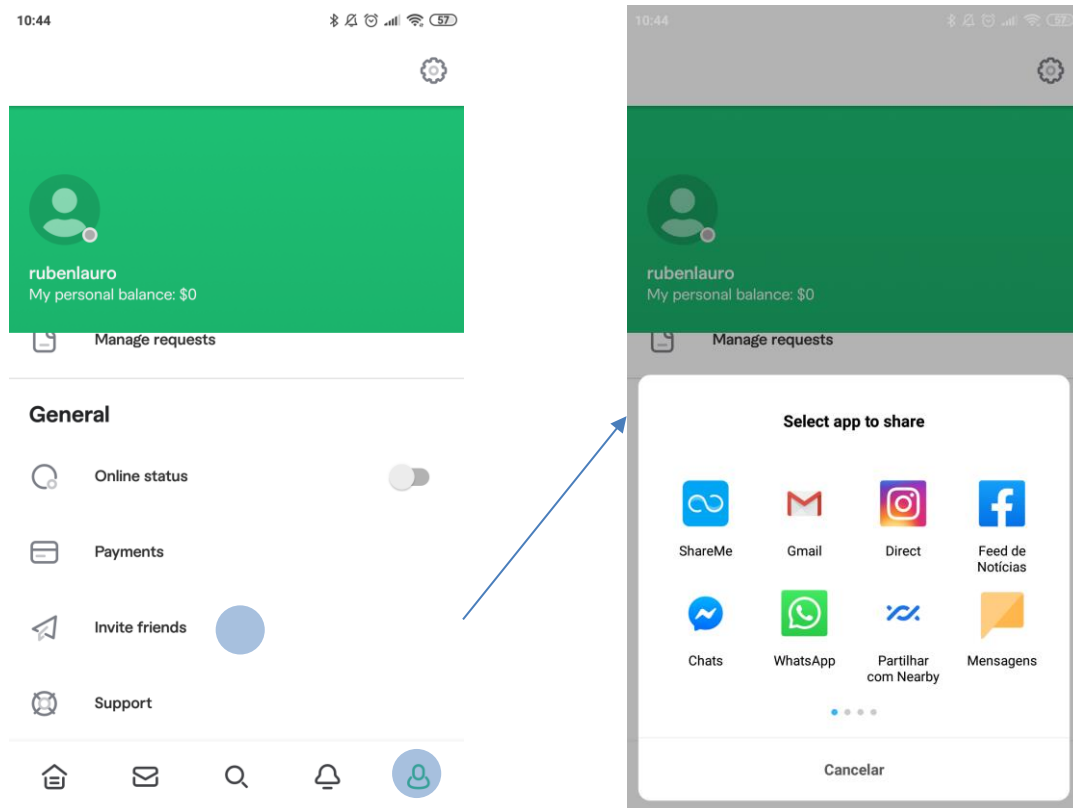 10:44
57
rubenlauro
My personal balance: $0
Manage requests
General
Online status
Payments
Invite friends
Support
10:44
57
rubenlauro
My personal balance: $0
Manage requests
Select app to share
ShareMe
Gmail
Direct
Feed de
Notícias
Chats
WhatsApp
Partilhar
com Nearby
Mensagens
Cancelar